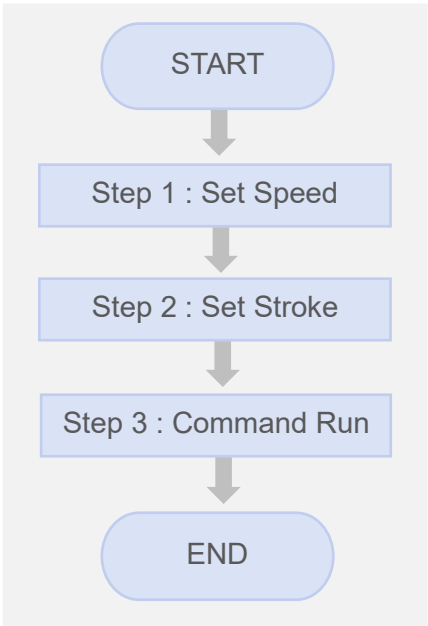 START
Step 1 : Set Speed
Step 2 : Set Stroke
Step 3 : Command Run
END